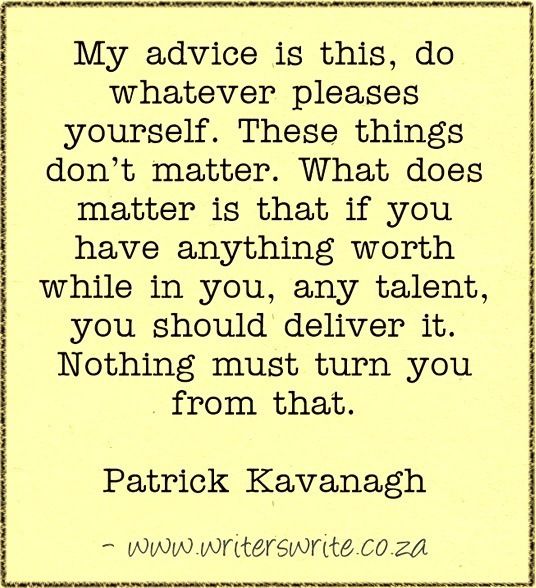 My advice is this, do
whatever pleases
yourself. These things
don't matter. What does
matter is that if you
have anything worth
while in you, any talent,
you should deliver it.
Nothing must turn you
from that.
Patrick Kavanagh
- www.writerswrite.co.za